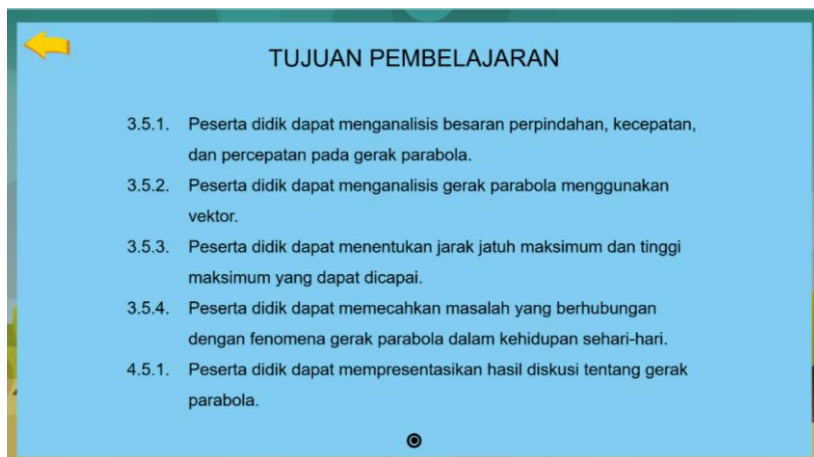 TUJUAN PEMBELAJARAN
3.5.1. Peserta didik dapat menganalisis besaran perpindahan, kecepatan,
dan percepatan pada gerak parabola.
3.5.2. Peserta didik dapat menganalisis gerak parabola menggunakan
vektor.
3.5.3. Peserta didik dapat menentukan jarak jatuh maksimum dan tinggi
maksimum yang dapat dicapai.
3.5.4. Peserta didik dapat memecahkan masalah yang berhubungan
dengan fenomena gerak parabola dalam kehidupan sehari-hari.
4.5.1. Peserta didik dapat mempresentasikan hasil diskusi tentang gerak
parabola.